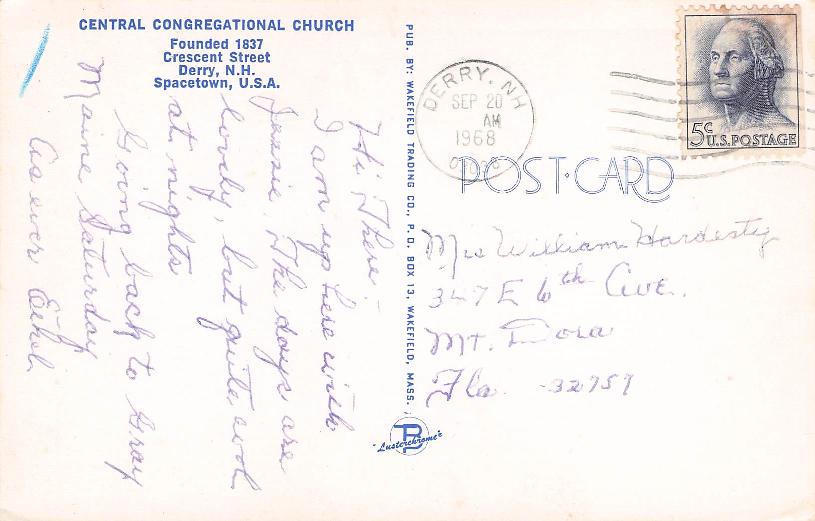 CENTRAL CONGREGATIONAL CHURCH
Founded 1837
Crescent Street
Derry, N.H.
Spacetown, U.S.A.
Hi There.
I am up here with
Jessie. The days are
lovely, but quite cool
at nights
Going back to Gray
Maine Saturday
As ever Ethel
PUB. BY: WAKEFIELD TRADING CO., P. O. BOX 13, WAKEFIELD, MASS.
"Lusterchrome"
DERRY, NH
SEP 20
AM
1968
5¢ U.S. POSTAGE
POST-CARD
Mrs William Hardesty
347 E 6th Ave.
Mt. Dora
Fla. 32757